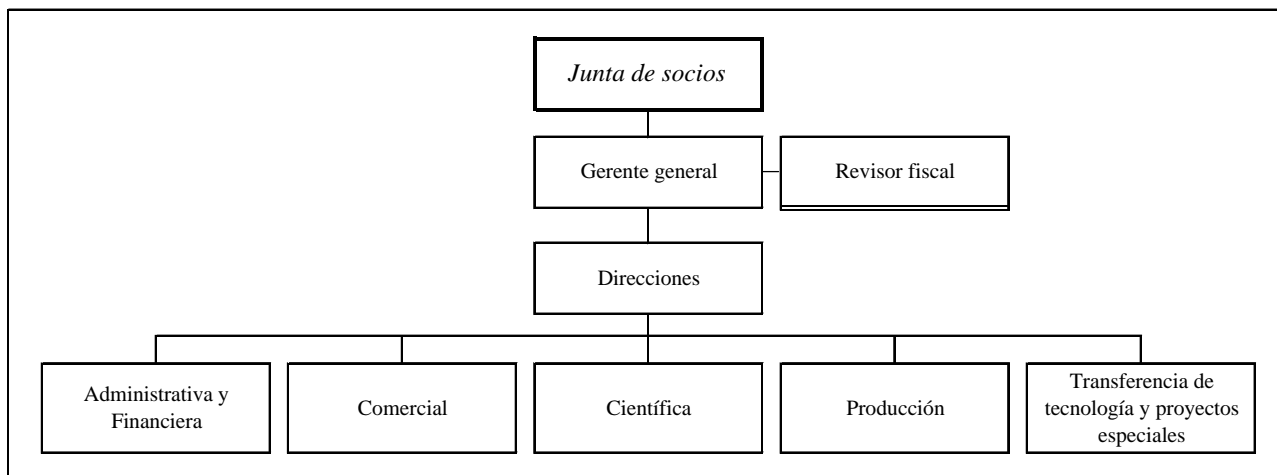 Junta de socios
Gerente general
Revisor fiscal
Direcciones
Administrativa y
Financiera
Comercial
Científica
Producción
Transferencia de
tecnología y proyectos
especiales